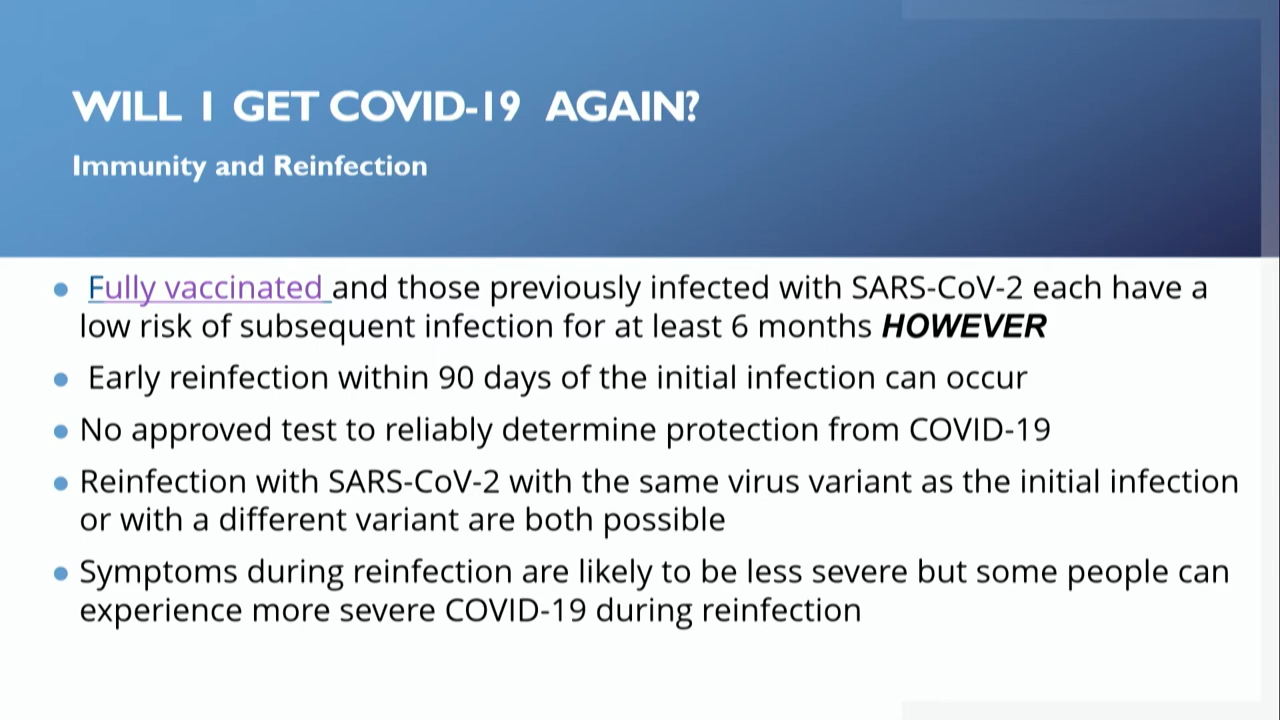 WILL I GET COVID-19 AGAIN?
Immunity and Reinfection
● Fully vaccinated and those previously infected with SARS-CoV-2 each have a
low risk of subsequent infection for at least 6 months HOWEVER
● Early reinfection within 90 days of the initial infection can occur
● No approved test to reliably determine protection from COVID-19
● Reinfection with SARS-CoV-2 with the same virus variant as the initial infection
or with a different variant are both possible
● Symptoms during reinfection are likely to be less severe but some people can
experience more severe COVID-19 during reinfection